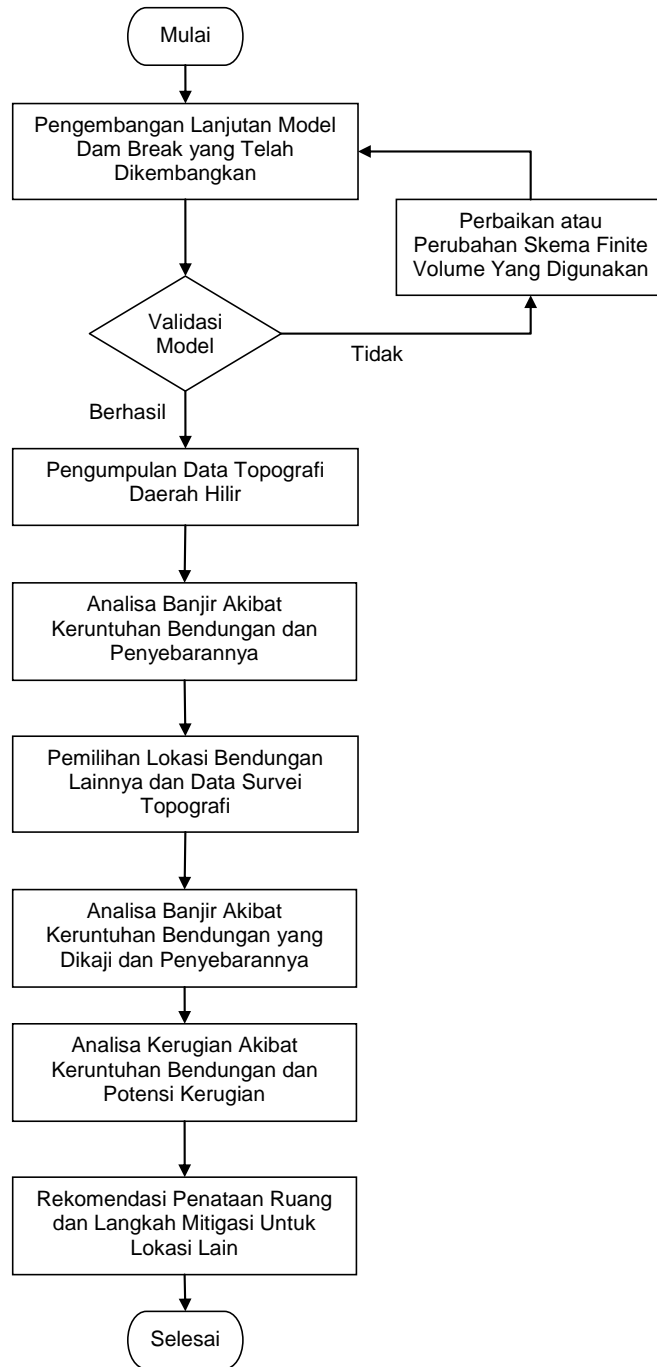 Mulai
Pengembangan Lanjutan Model
Dam Break yang Telah
Dikembangkan
Perbaikan atau
Perubahan Skema Finite
Volume Yang Digunakan
Validasi
Model
Tidak
Berhasil
Pengumpulan Data Topografi
Daerah Hilir
Analisa Banjir Akibat
Keruntuhan Bendungan dan
Penyebarannya
Pemilihan Lokasi Bendungan
Lainnya dan Data Survei
Topografi
Analisa Banjir Akibat
Keruntuhan Bendungan yang
Dikaji dan Penyebarannya
Analisa Kerugian Akibat
Keruntuhan Bendungan dan
Potensi Kerugian
Rekomendasi Penataan Ruang
dan Langkah Mitigasi Untuk
Lokasi Lain
Selesai